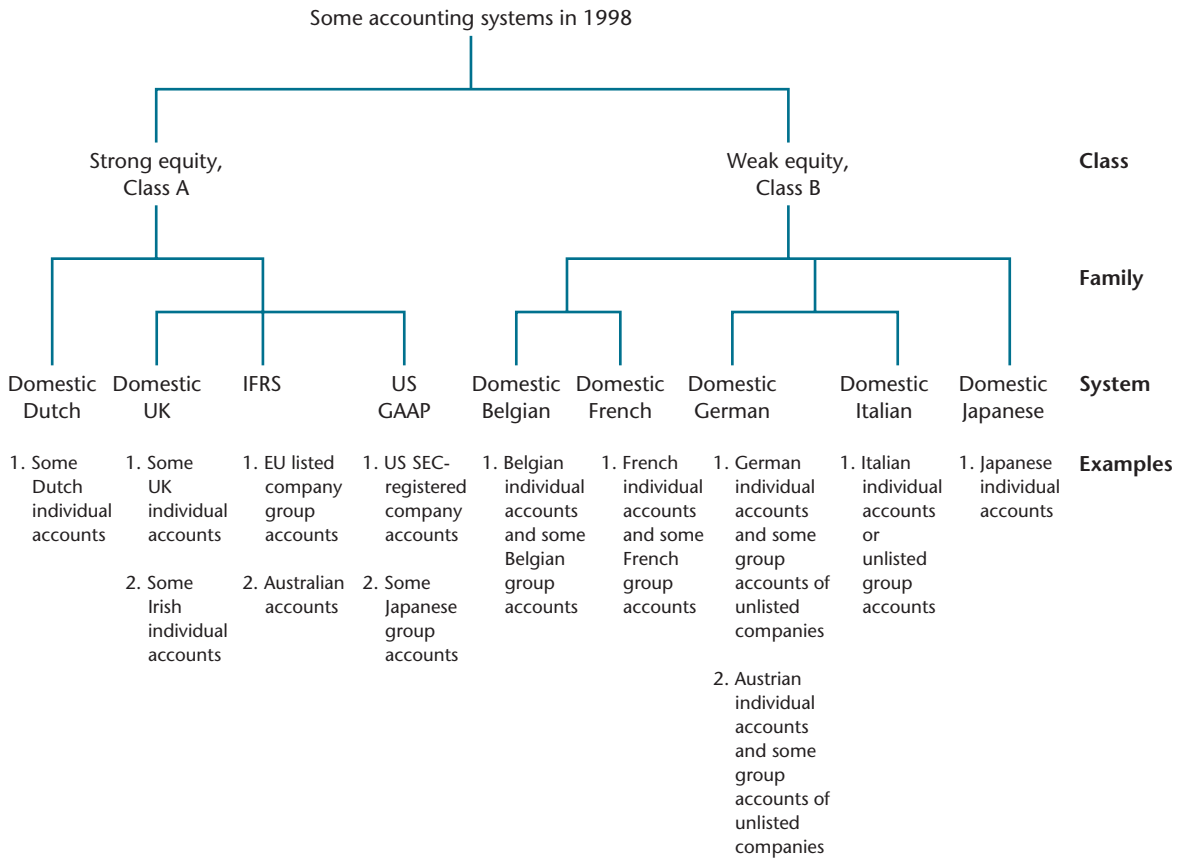 Some accounting systems in 1998
Strong equity,
Class A
Weak equity,
Class B
Class
Family
Domestic
Dutch
Domestic
UK
IFRS
US
GAAP
Domestic
Belgian
Domestic
French
Domestic
German
Domestic
Italian
Domestic
Japanese
System
1. Some
Dutch
individual
accounts
1. Some
UK
individual
accounts
2. Some
Irish
individual
accounts
1. EU listed
company
group
accounts
2. Australian
accounts
1. US SEC-
registered
company
accounts
2. Some
Japanese
group
accounts
1. Belgian
individual
accounts
and some
Belgian
group
accounts
1. French
individual
accounts
and some
French
group
accounts
1. German
individual
accounts
and some
group
accounts of
unlisted
companies
2. Austrian
individual
accounts
and some
group
accounts of
unlisted
companies
1. Italian
individual
accounts
or
unlisted
group
accounts
1. Japanese
individual
accounts
Examples